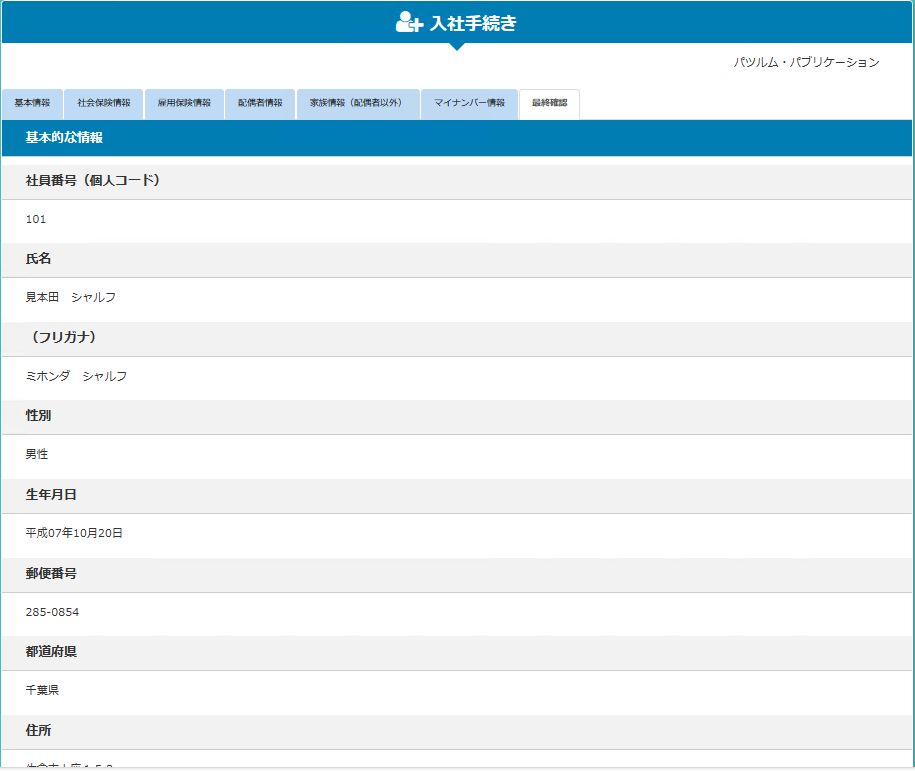 入社手続き
パツルム・パブリケーション
基本情報 社会保険情報 雇用保険情報 配偶者情報 家族情報（配偶者以外） マイナンバー情報 最終確認
基本的な情報
社員番号（個人コード）
101
氏名
見本田　シャルフ
（フリガナ）
ミホンダ　シャルフ
性別
男性
生年月日
平成07年10月20日
郵便番号
285-0854
都道府県
千葉県
住所